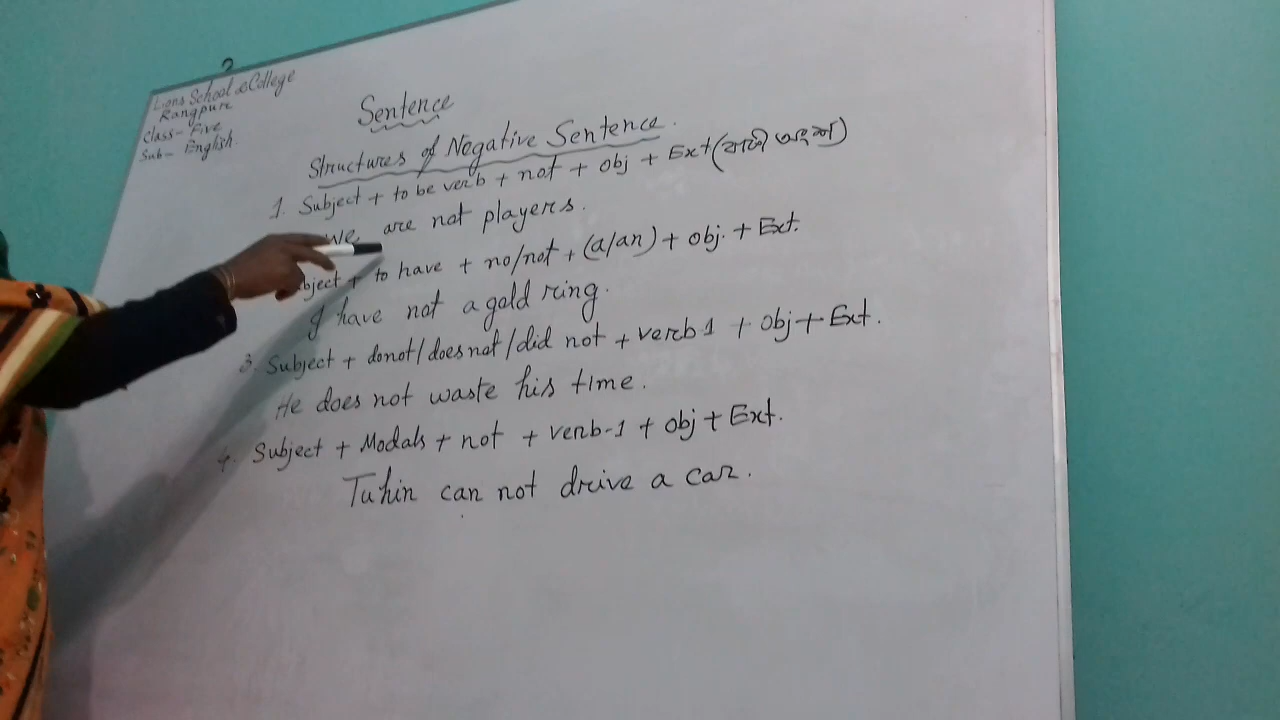 Lions School & College
Rangpur
Class- Five
Sub- English.
Sentence
Structures of Negative Sentence.
1. Subject + to be verb + not + obj + Ext (বাকী অংশ)
We are not players.
bject + to have + no/not + (a/an) + obj. + Ext.
I have not a gold ring.
3. Subject + donot/does not/did not + verb-1 + obj + Ext.
He does not waste his time.
4. Subject + Modals + not + verb-1 + obj + Ext.
Tuhin can not drive a car.